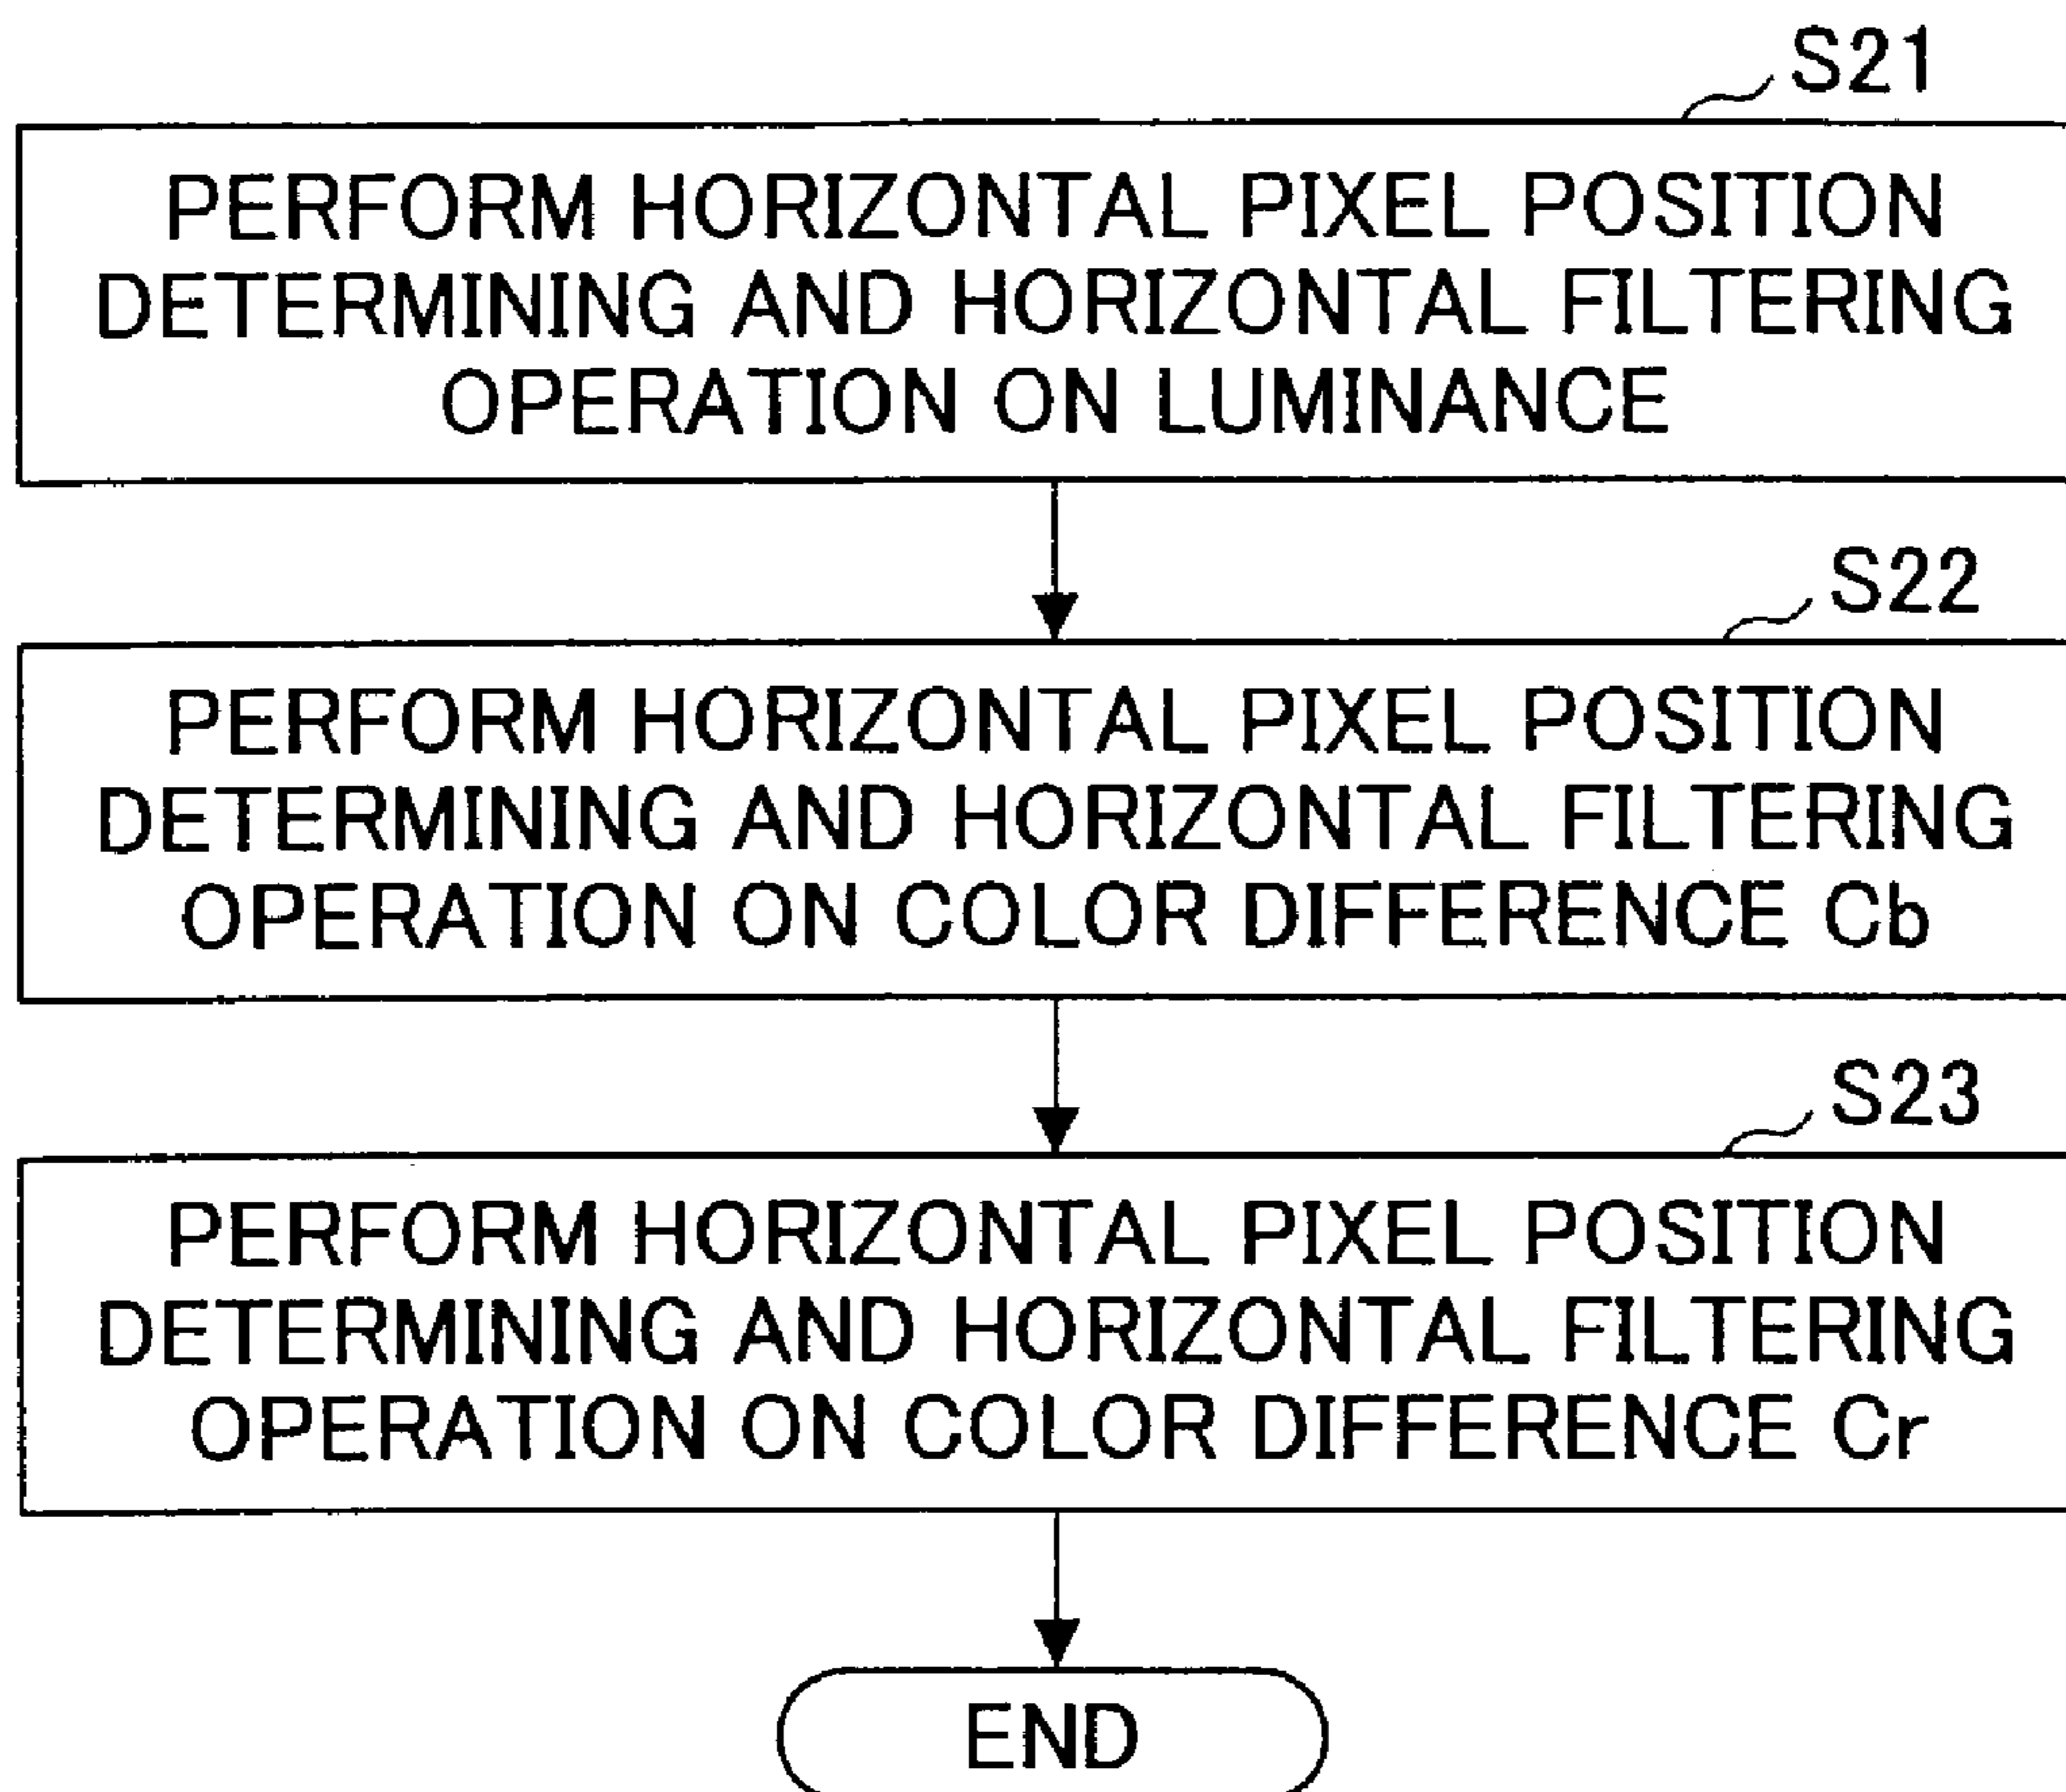 S21
PERFORM HORIZONTAL PIXEL POSITION
DETERMINING AND HORIZONTAL FILTERING
OPERATION ON LUMINANCE
S22
PERFORM HORIZONTAL PIXEL POSITION
DETERMINING AND HORIZONTAL FILTERING
OPERATION ON COLOR DIFFERENCE Cb
S23
PERFORM HORIZONTAL PIXEL POSITION
DETERMINING AND HORIZONTAL FILTERING
OPERATION ON COLOR DIFFERENCE Cr
END